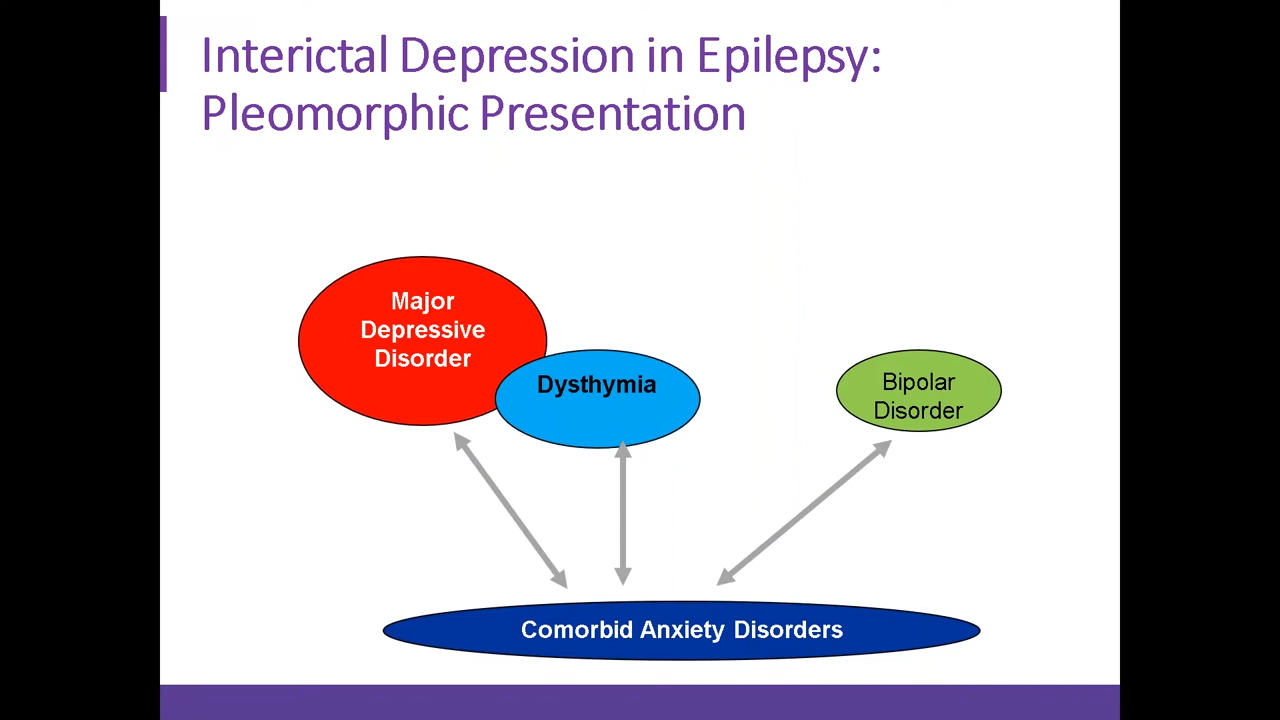 Interictal Depression in Epilepsy:
Pleomorphic Presentation
Major
Depressive
Disorder
Dysthymia
Bipolar
Disorder
Comorbid Anxiety Disorders